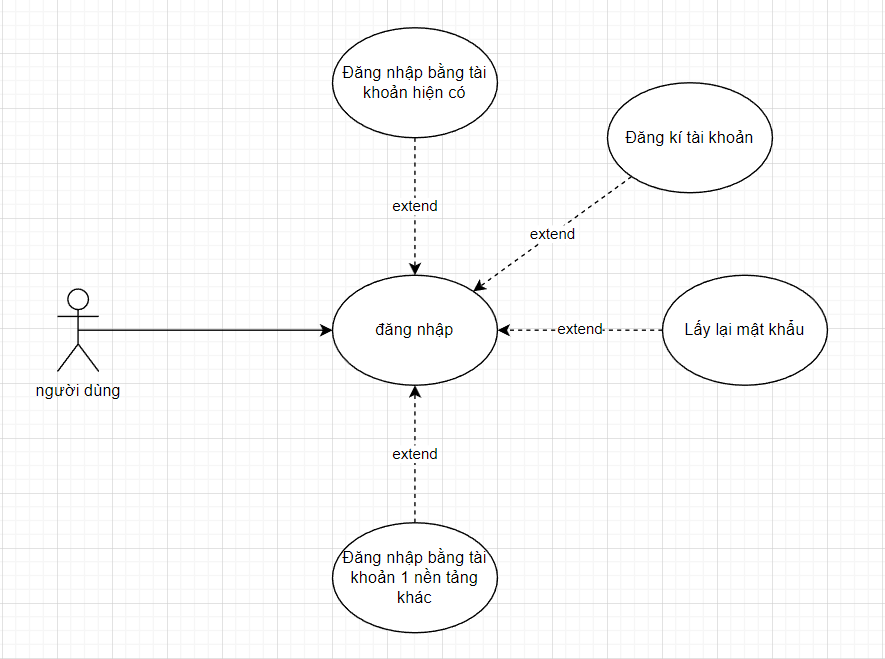 Đăng nhập bằng tài
khoản hiện có
Đăng kí tài khoản
extend
extend
đăng nhập
extend
Lấy lại mật khẩu
người dùng
extend
Đăng nhập bằng tài
khoản 1 nền tảng
khác